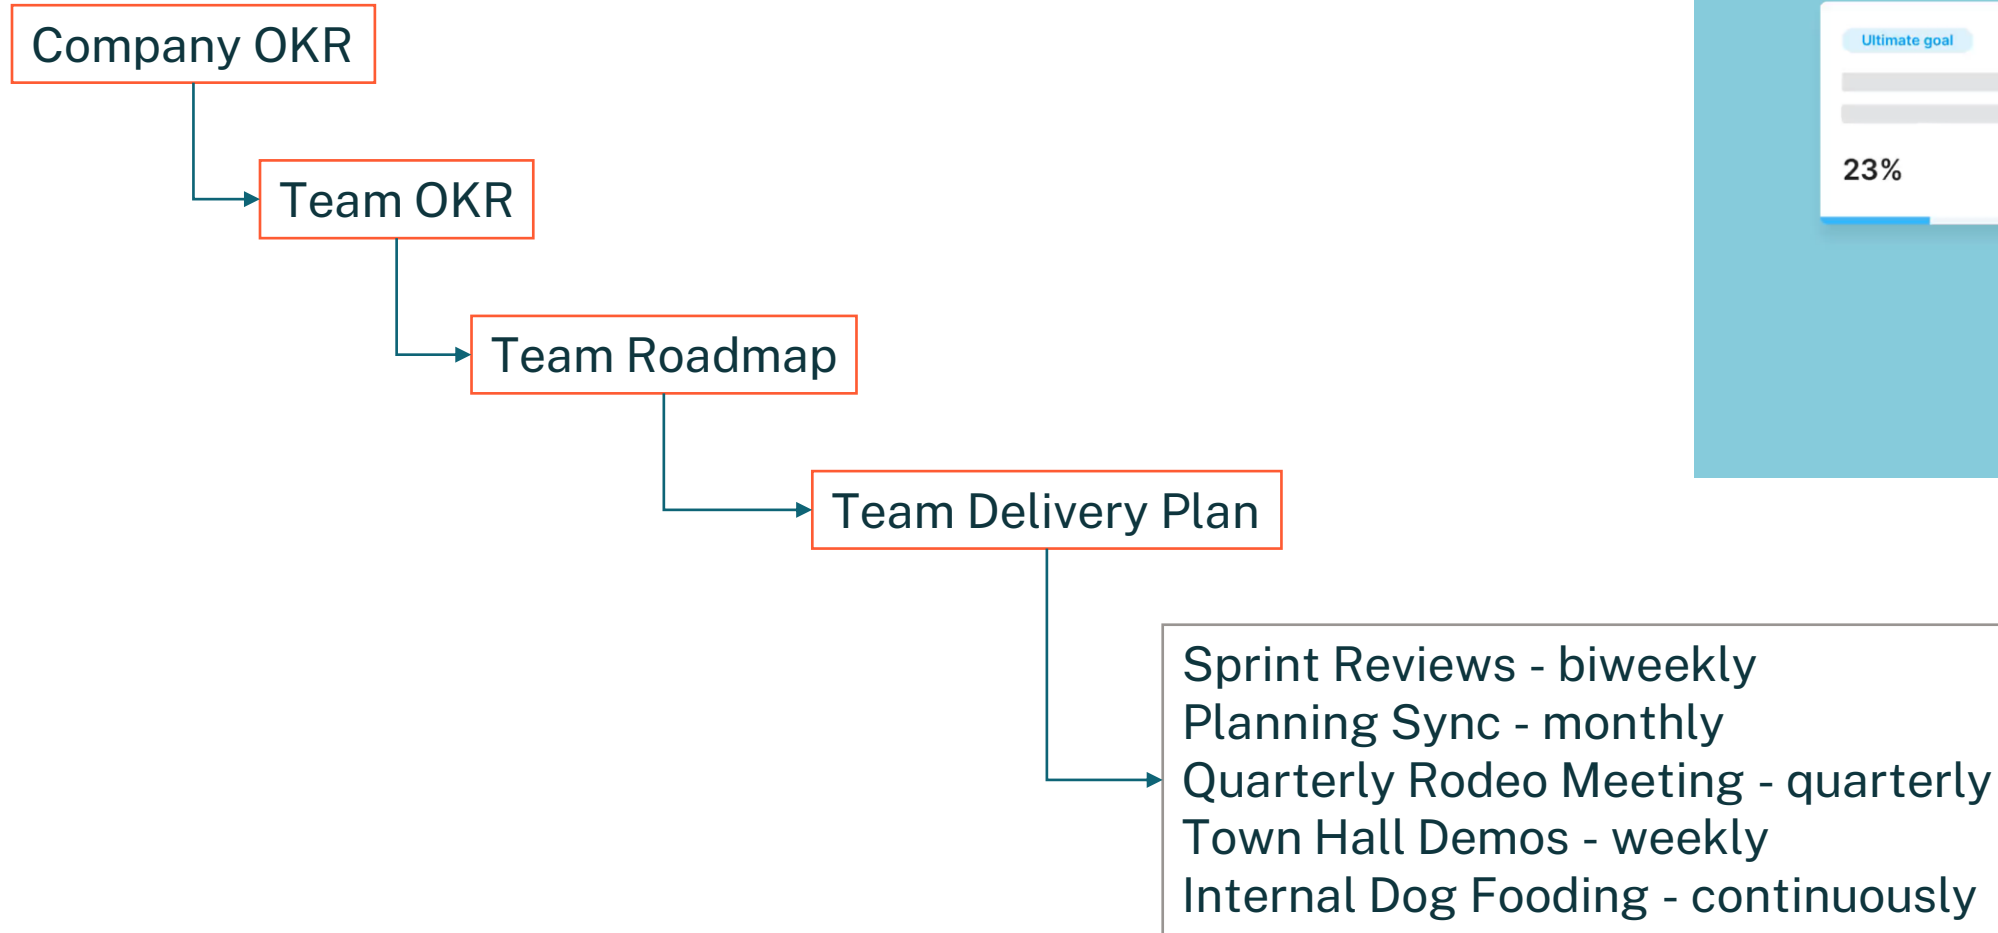 Company OKR
Ultimate goal
23%
Team OKR
Team Roadmap
Team Delivery Plan
Sprint Reviews - biweekly
Planning Sync - monthly
Quarterly Rodeo Meeting - quarterly
Town Hall Demos - weekly
Internal Dog Fooding - continuously